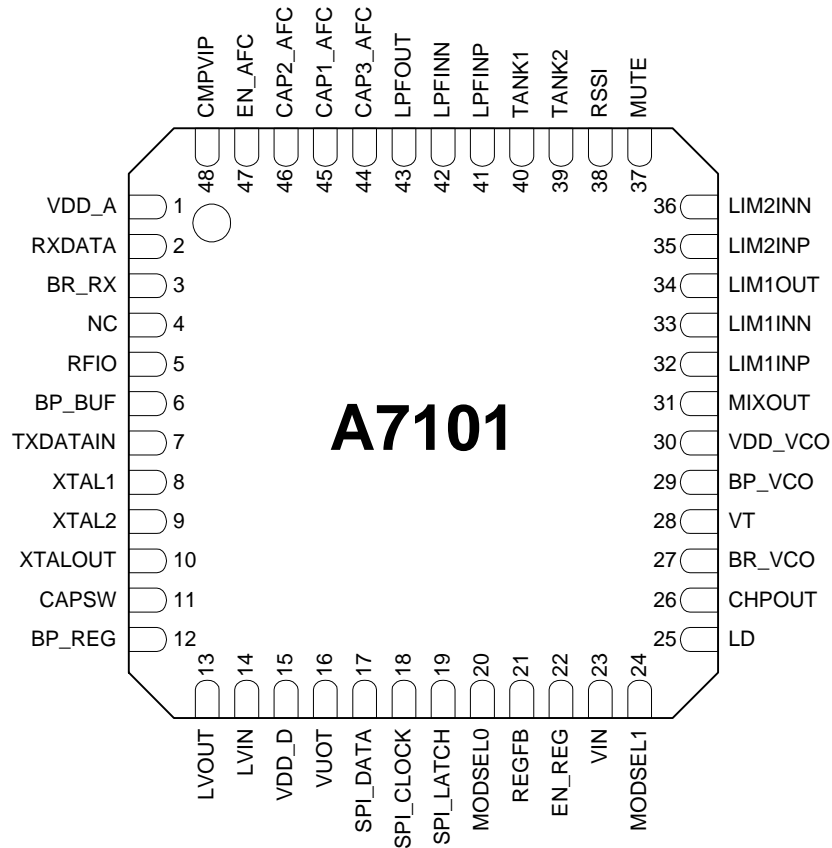 CMPVIP
EN_AFC
CAP2_AFC
CAP1_AFC
CAP3_AFC
LPFOUT
LPFINN
LPFINP
TANK1
TANK2
RSSI
MUTE
48
47
46
45
44
43
42
41
40
39
38
37
VDD_A 1
RXDATA 2
BR_RX 3
NC 4
RFIO 5
BP_BUF 6
TXDATAIN 7
XTAL1 8
XTAL2 9
XTALOUT 10
CAPSW 11
BP_REG 12
A7101
36 LIM2INN
35 LIM2INP
34 LIM1OUT
33 LIM1INN
32 LIM1INP
31 MIXOUT
30 VDD_VCO
29 BP_VCO
28 VT
27 BR_VCO
26 CHPOUT
25 LD
13
14
15
16
17
18
19
20
21
22
23
24
LVOUT
LVIN
VDD_D
VUOT
SPI_DATA
SPI_CLOCK
SPI_LATCH
MODSEL0
REGFB
EN_REG
VIN
MODSEL1